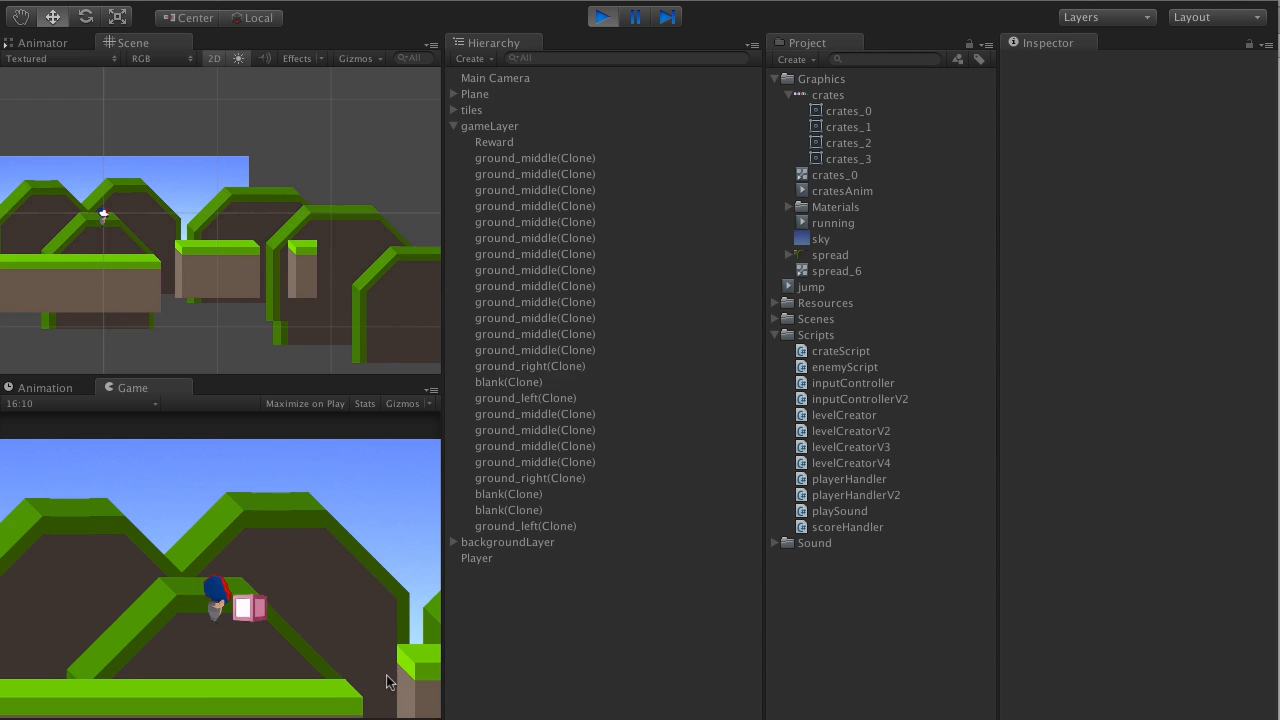 Center Local
Layers Layout
Animator Scene
Textured RGB 2D Effects Gizmos All
Hierarchy
Create All
Main Camera
Plane
tiles
gameLayer
Reward
ground_middle(Clone)
ground_middle(Clone)
ground_middle(Clone)
ground_middle(Clone)
ground_middle(Clone)
ground_middle(Clone)
ground_middle(Clone)
ground_middle(Clone)
ground_middle(Clone)
ground_middle(Clone)
ground_middle(Clone)
ground_middle(Clone)
ground_middle(Clone)
ground_right(Clone)
blank(Clone)
ground_left(Clone)
ground_middle(Clone)
ground_middle(Clone)
ground_middle(Clone)
ground_middle(Clone)
ground_right(Clone)
blank(Clone)
blank(Clone)
ground_left(Clone)
backgroundLayer
Player
Project
Create
Graphics
crates
crates_0
crates_1
crates_2
crates_3
crates_0
cratesAnim
Materials
running
sky
spread
spread_6
jump
Resources
Scenes
Scripts
crateScript
enemyScript
inputController
inputControllerV2
levelCreator
levelCreatorV2
levelCreatorV3
levelCreatorV4
playerHandler
playerHandlerV2
playSound
scoreHandler
Sound
Inspector
Animation Game
16:10 Maximize on Play Stats Gizmos